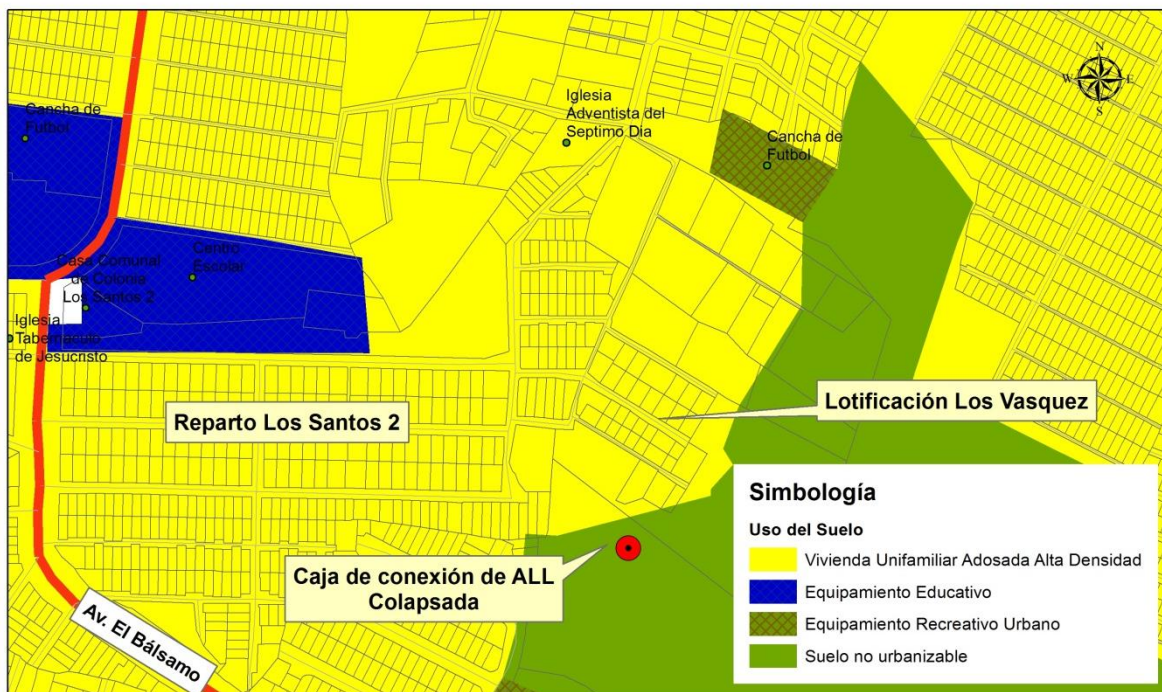 N
W E
S
Cancha de
Futbol
Iglesia
Adventista del
Septimo Dia
Cancha de
Futbol
Casa Comunal
de Colonia
Los Santos 2
Centro
Escolar
Iglesia
Tabernaculo
de Jesucristo
Reparto Los Santos 2
Lotificación Los Vasquez
Caja de conexión de ALL
Colapsada
Av. El Bálsamo
Simbología
Uso del Suelo
Vivienda Unifamiliar Adosada Alta Densidad
Equipamiento Educativo
Equipamiento Recreativo Urbano
Suelo no urbanizable